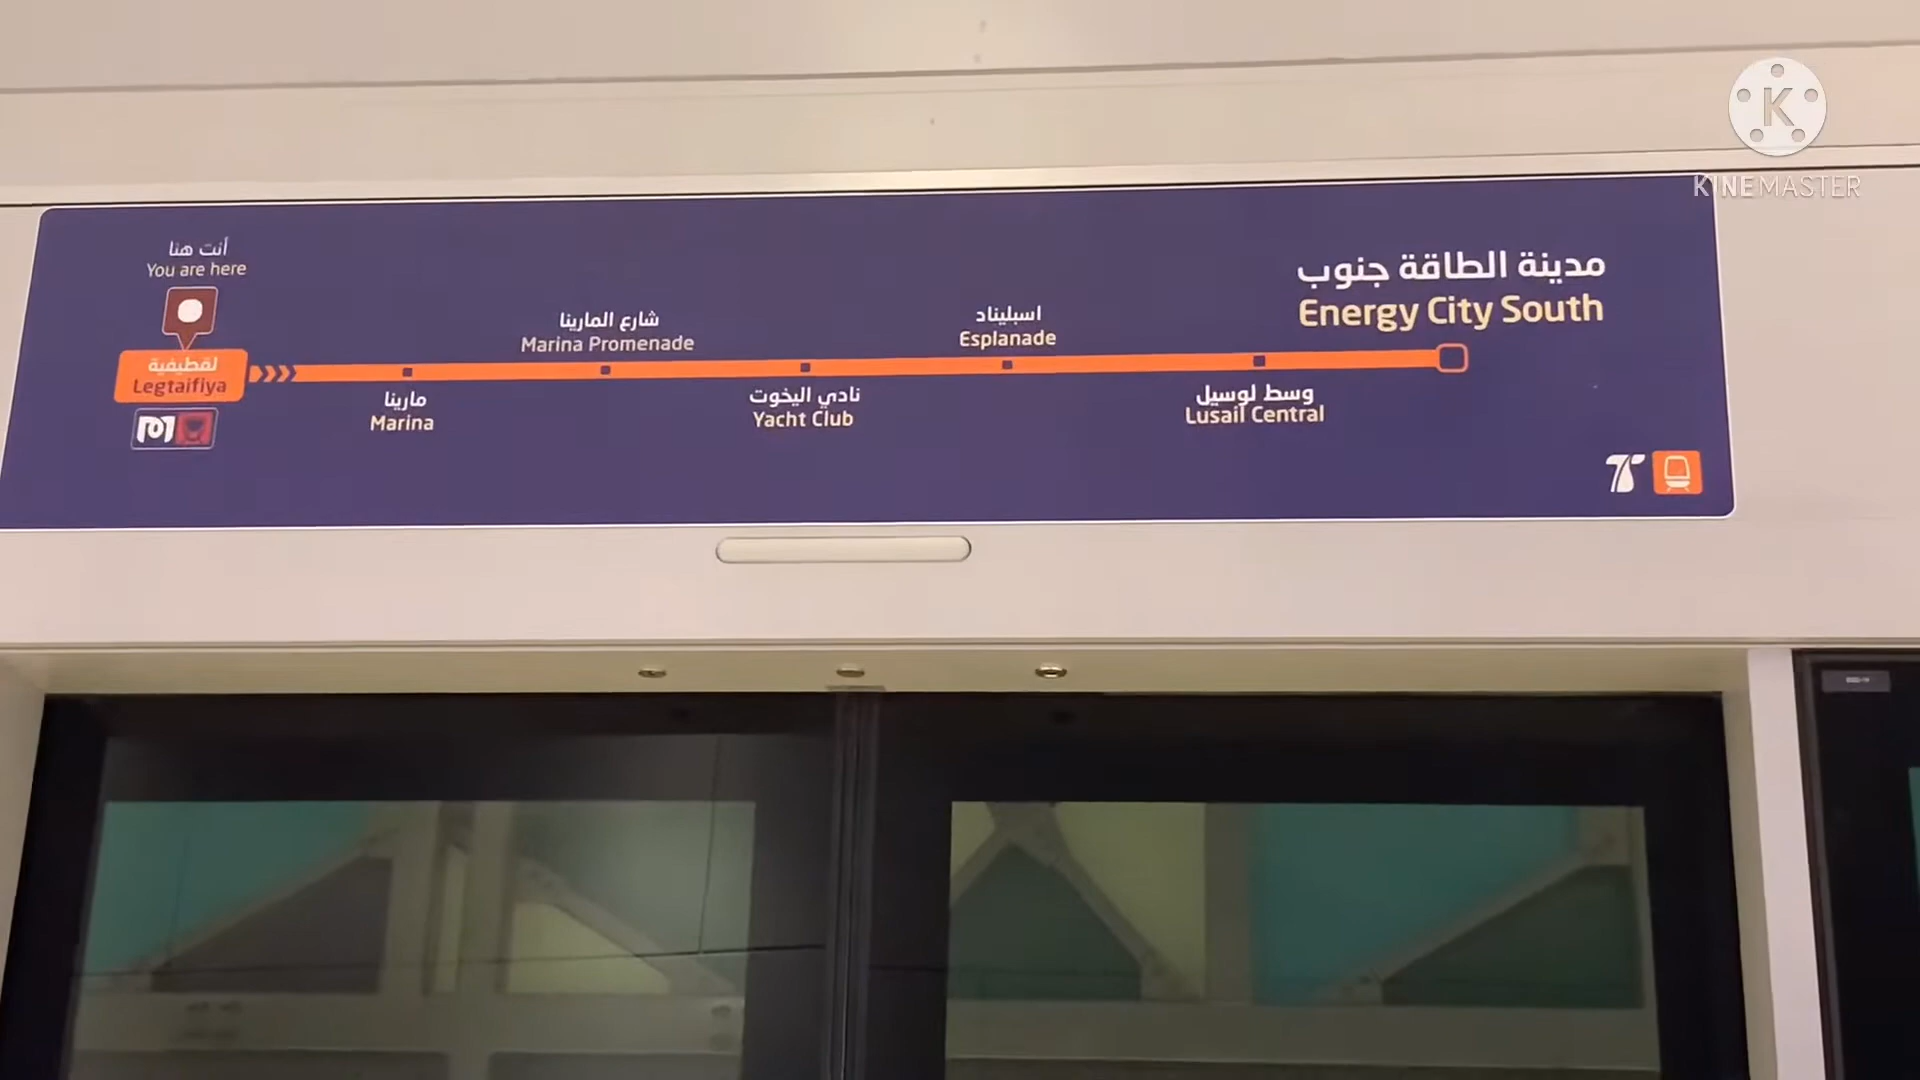 أنت هنا
You are here
لقطيفية
Legtaifiya
مارينا
Marina
شارع المارينا
Marina Promenade
نادي اليخوت
Yacht Club
اسبليناد
Esplanade
وسط لوسيل
Lusail Central
مدينة الطاقة جنوب
Energy City South
K
KINEMASTER